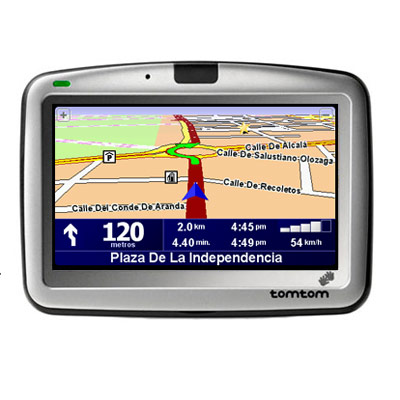 +
Calle De Alcalá
Calle De Salustiano Olozaga
P
Calle De Recoletos
Calle Del Conde De Aranda
120
metros
2.0 km
4:45 pm
4.40 min.
4:49 pm
54 km/h
Plaza De La Independencia
tomtom